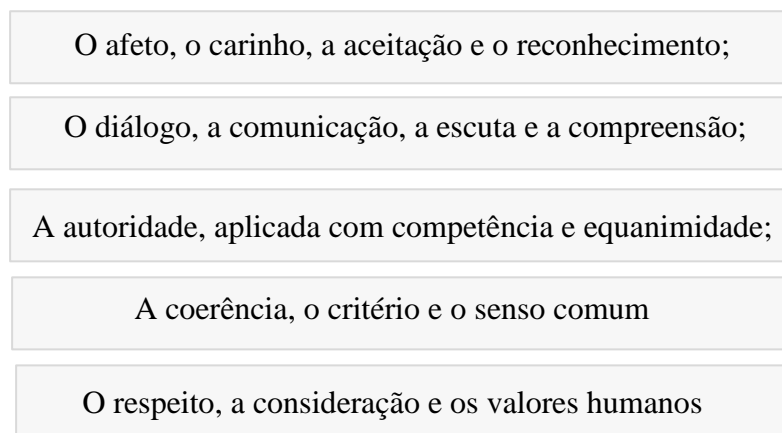 O afeto, o carinho, a aceitação e o reconhecimento;
O diálogo, a comunicação, a escuta e a compreensão;
A autoridade, aplicada com competência e equanimidade;
A coerência, o critério e o senso comum
O respeito, a consideração e os valores humanos